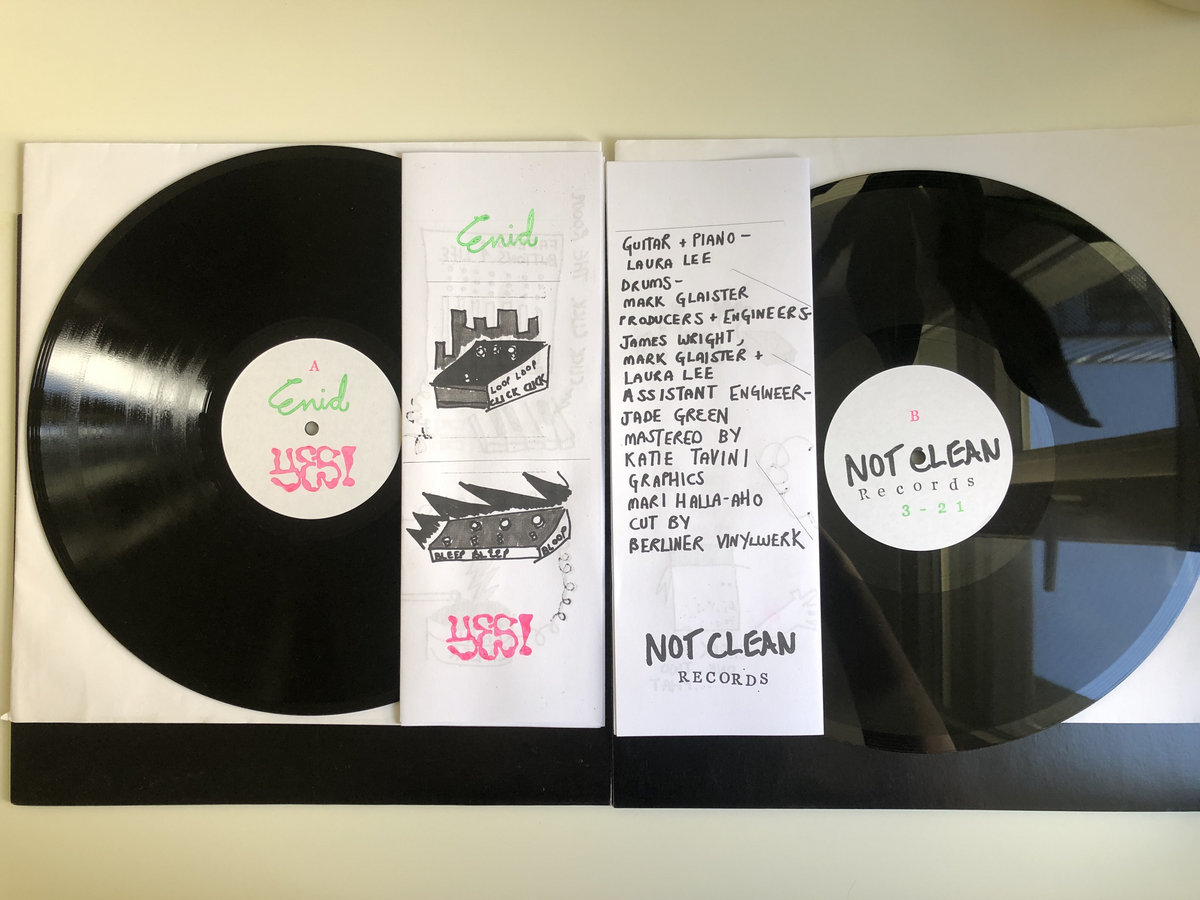 A
Enid
YES!
Enid
LOOP LOOP
CLICK CLICK
BLEEP BLEEP
BLOOP
YES!
GUITAR + PIANO -
LAURA LEE
DRUMS -
MARK GLAISTER
PRODUCERS + ENGINEERS-
JAMES WRIGHT,
MARK GLAISTER +
LAURA LEE
ASSISTANT ENGINEER-
JADE GREEN
MASTERED BY
KATIE TAVINI
GRAPHICS
MARI HALLA-AHO
CUT BY
BERLINER VINYLWERK
NOT CLEAN
RECORDS
B
NOT CLEAN
Records
3-21